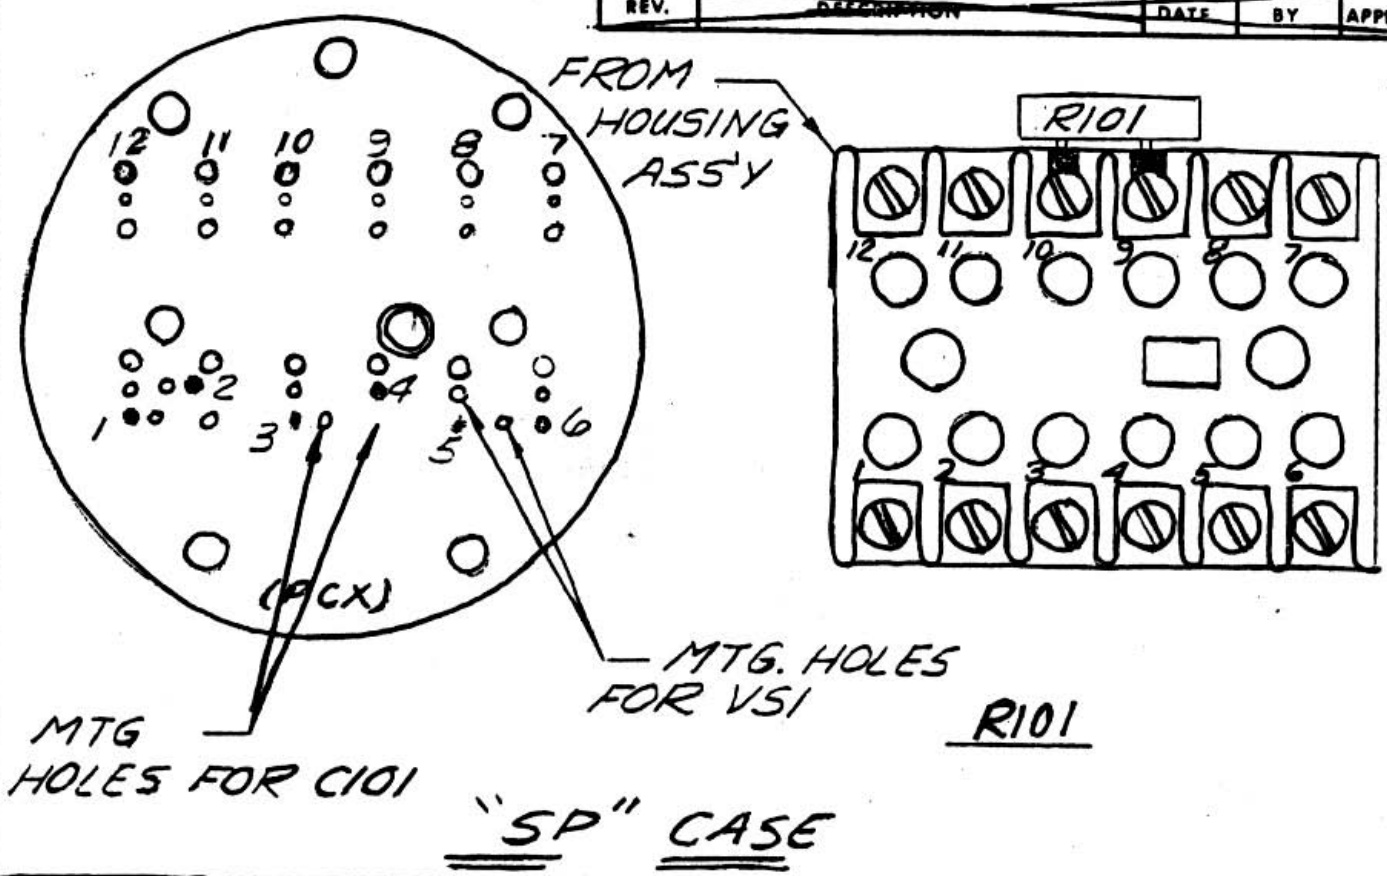 REV. DESCRIPTION DATE BY
FROM
HOUSING
ASS'Y
R101
12 11 10 9 8 7
12 11 10 9 8 7
1 2 3 4 5 6
1 2 3 4 5 6
(PCX)
MTG. HOLES
FOR VS1
MTG
HOLES FOR C101
R101
"SP" CASE